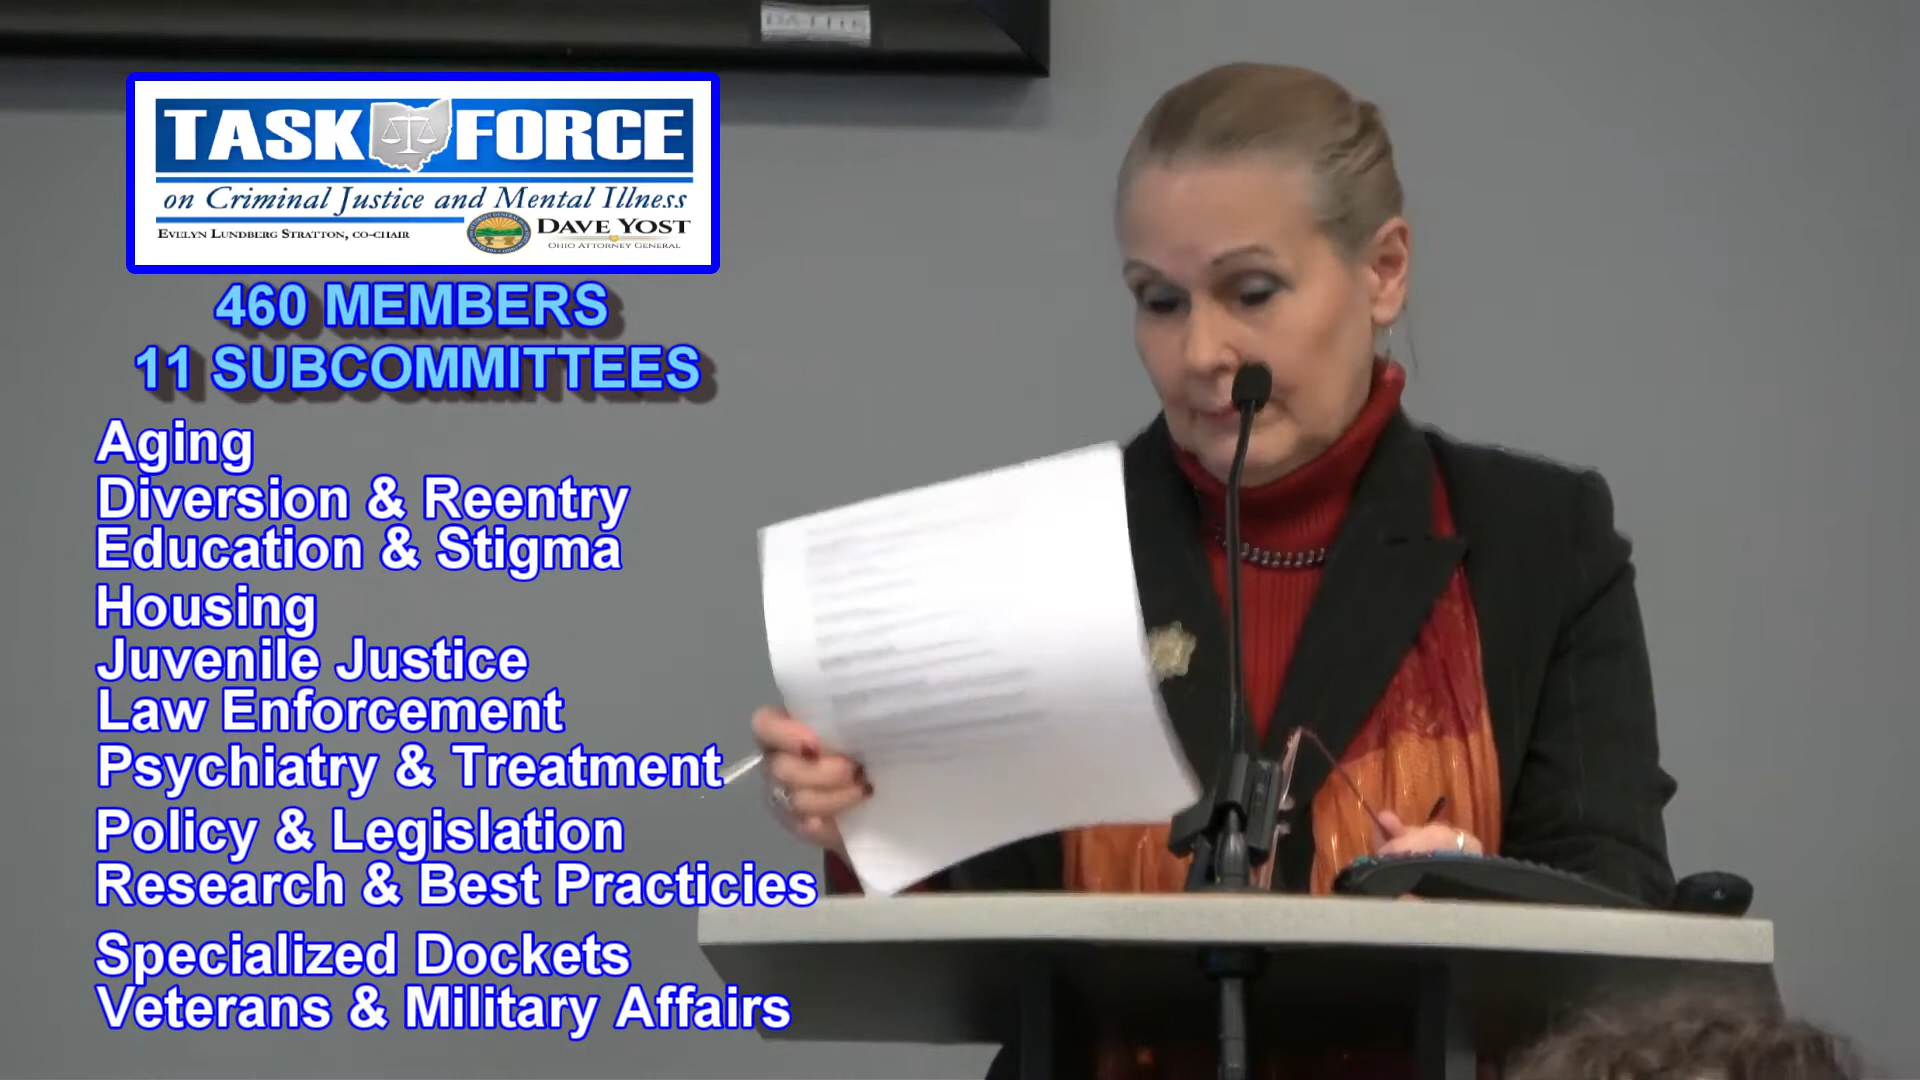 DA-LITE
TASK FORCE
on Criminal Justice and Mental Illness
EVELYN LUNDBERG STRATTON, CO-CHAIR
DAVE YOST
OHIO ATTORNEY GENERAL
460 MEMBERS
11 SUBCOMMITTEES
Aging
Diversion & Reentry
Education & Stigma
Housing
Juvenile Justice
Law Enforcement
Psychiatry & Treatment
Policy & Legislation
Research & Best Practicies
Specialized Dockets
Veterans & Military Affairs